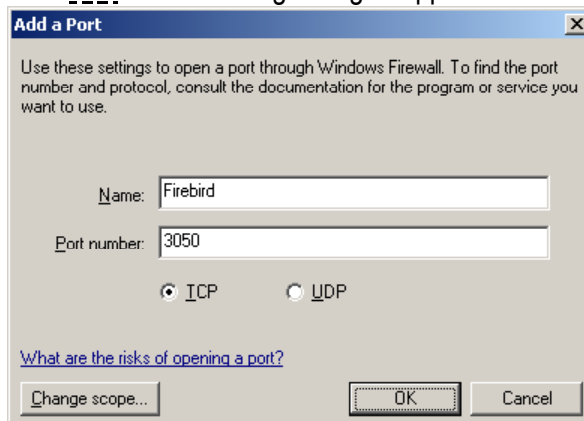 Add a Port
Use these settings to open a port through Windows Firewall. To find the port
number and protocol, consult the documentation for the program or service you
want to use.
Name: Firebird
Port number: 3050
TCP UDP
What are the risks of opening a port?
Change scope... OK Cancel